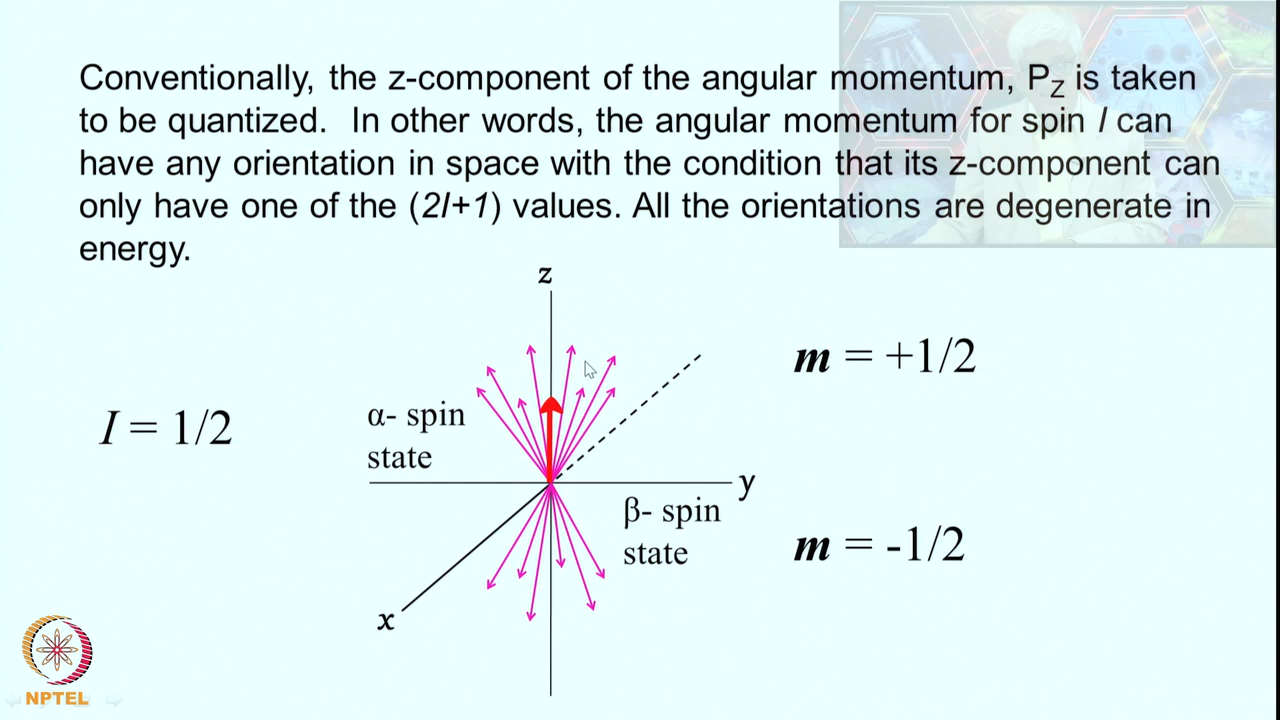 Conventionally, the z-component of the angular momentum, PZ is taken
to be quantized. In other words, the angular momentum for spin I can
have any orientation in space with the condition that its z-component can
only have one of the (2I+1) values. All the orientations are degenerate in
energy.
z
m = +1/2
α- spin
state
I = 1/2
y
β- spin
state
m = -1/2
x
NPTEL